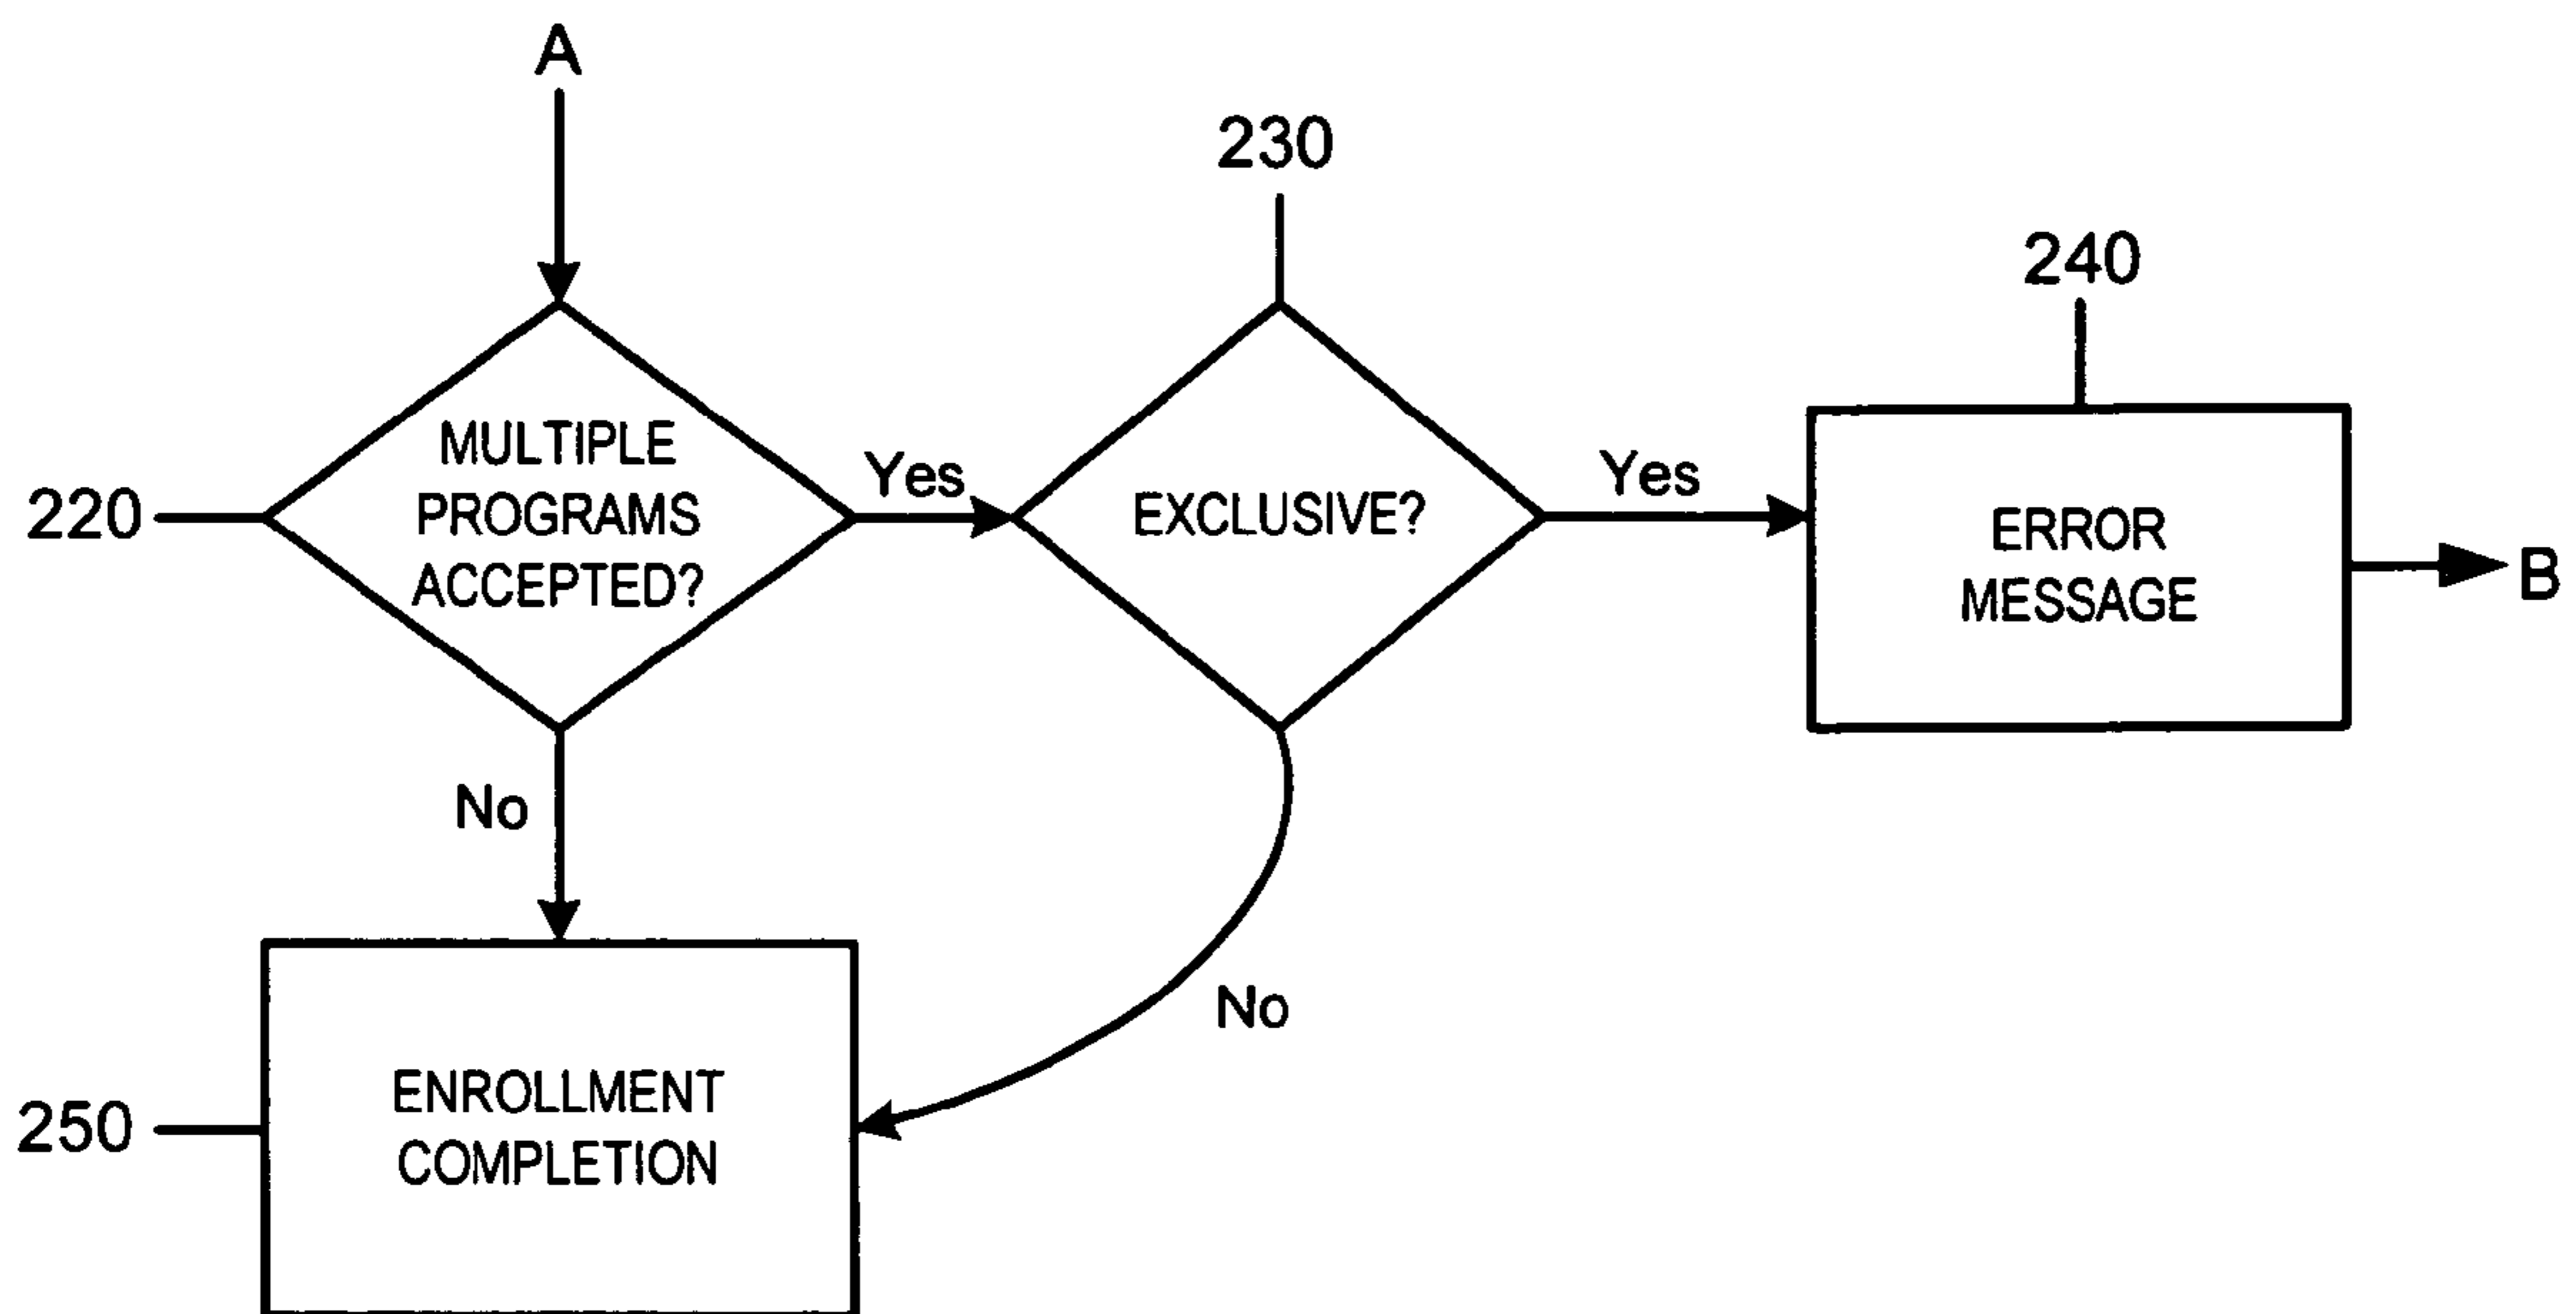 A
230
240
220
MULTIPLE
PROGRAMS
ACCEPTED?
Yes
EXCLUSIVE?
Yes
ERROR
MESSAGE
B
No
No
250
ENROLLMENT
COMPLETION